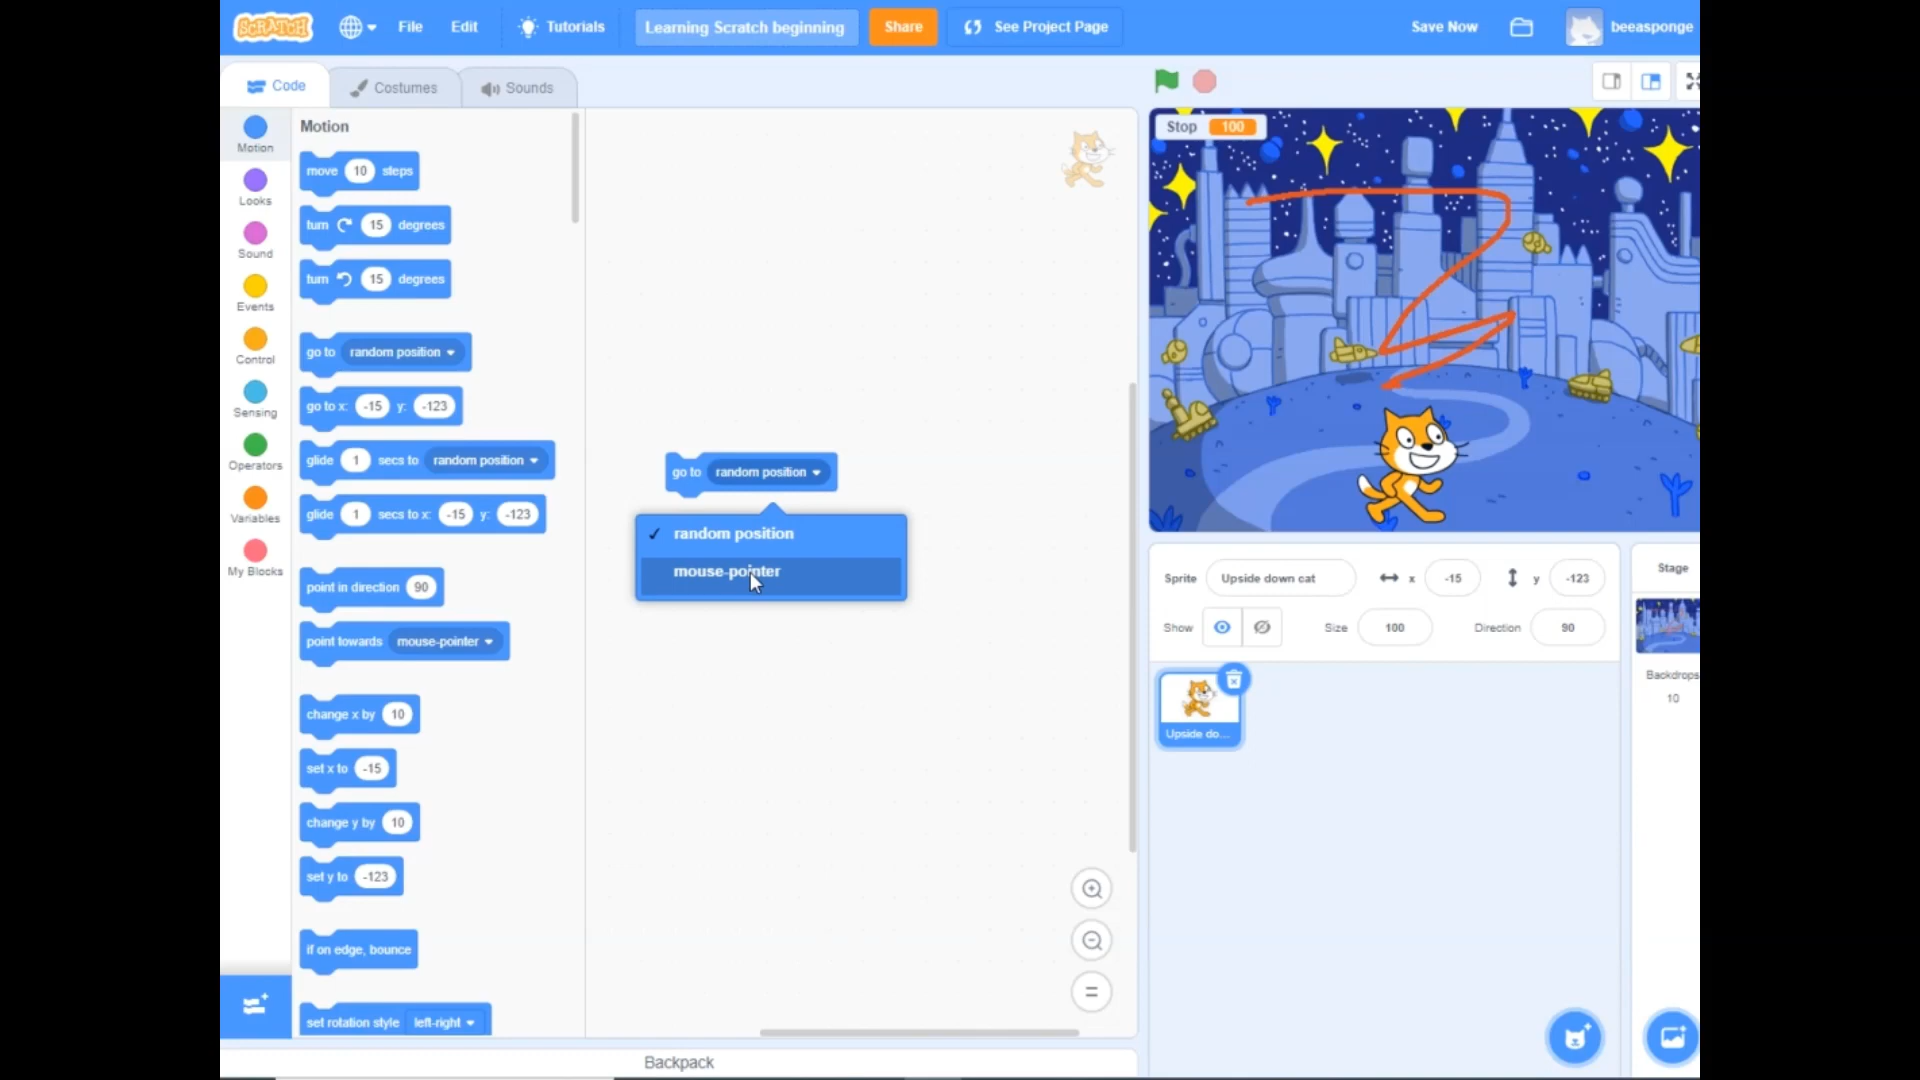 SCRATCH
File
Edit
Tutorials
Learning Scratch beginning
Share
See Project Page
Save Now
beeasponge
Code
Costumes
Sounds
Motion
Looks
Sound
Events
Control
Sensing
Operators
Variables
My Blocks
Motion
move 10 steps
turn 15 degrees
turn 15 degrees
go to random position
go to x: -15 y: -123
glide 1 secs to random position
glide 1 secs to x: -15 y: -123
point in direction 90
point towards mouse-pointer
change x by 10
set x to -15
change y by 10
set y to -123
if on edge, bounce
set rotation style left-right
go to random position
✓ random position
mouse-pointer
Stop 100
Sprite Upside down cat x -15 y -123
Show Size 100 Direction 90
Upside do...
Stage
Backdrops
10
Backpack